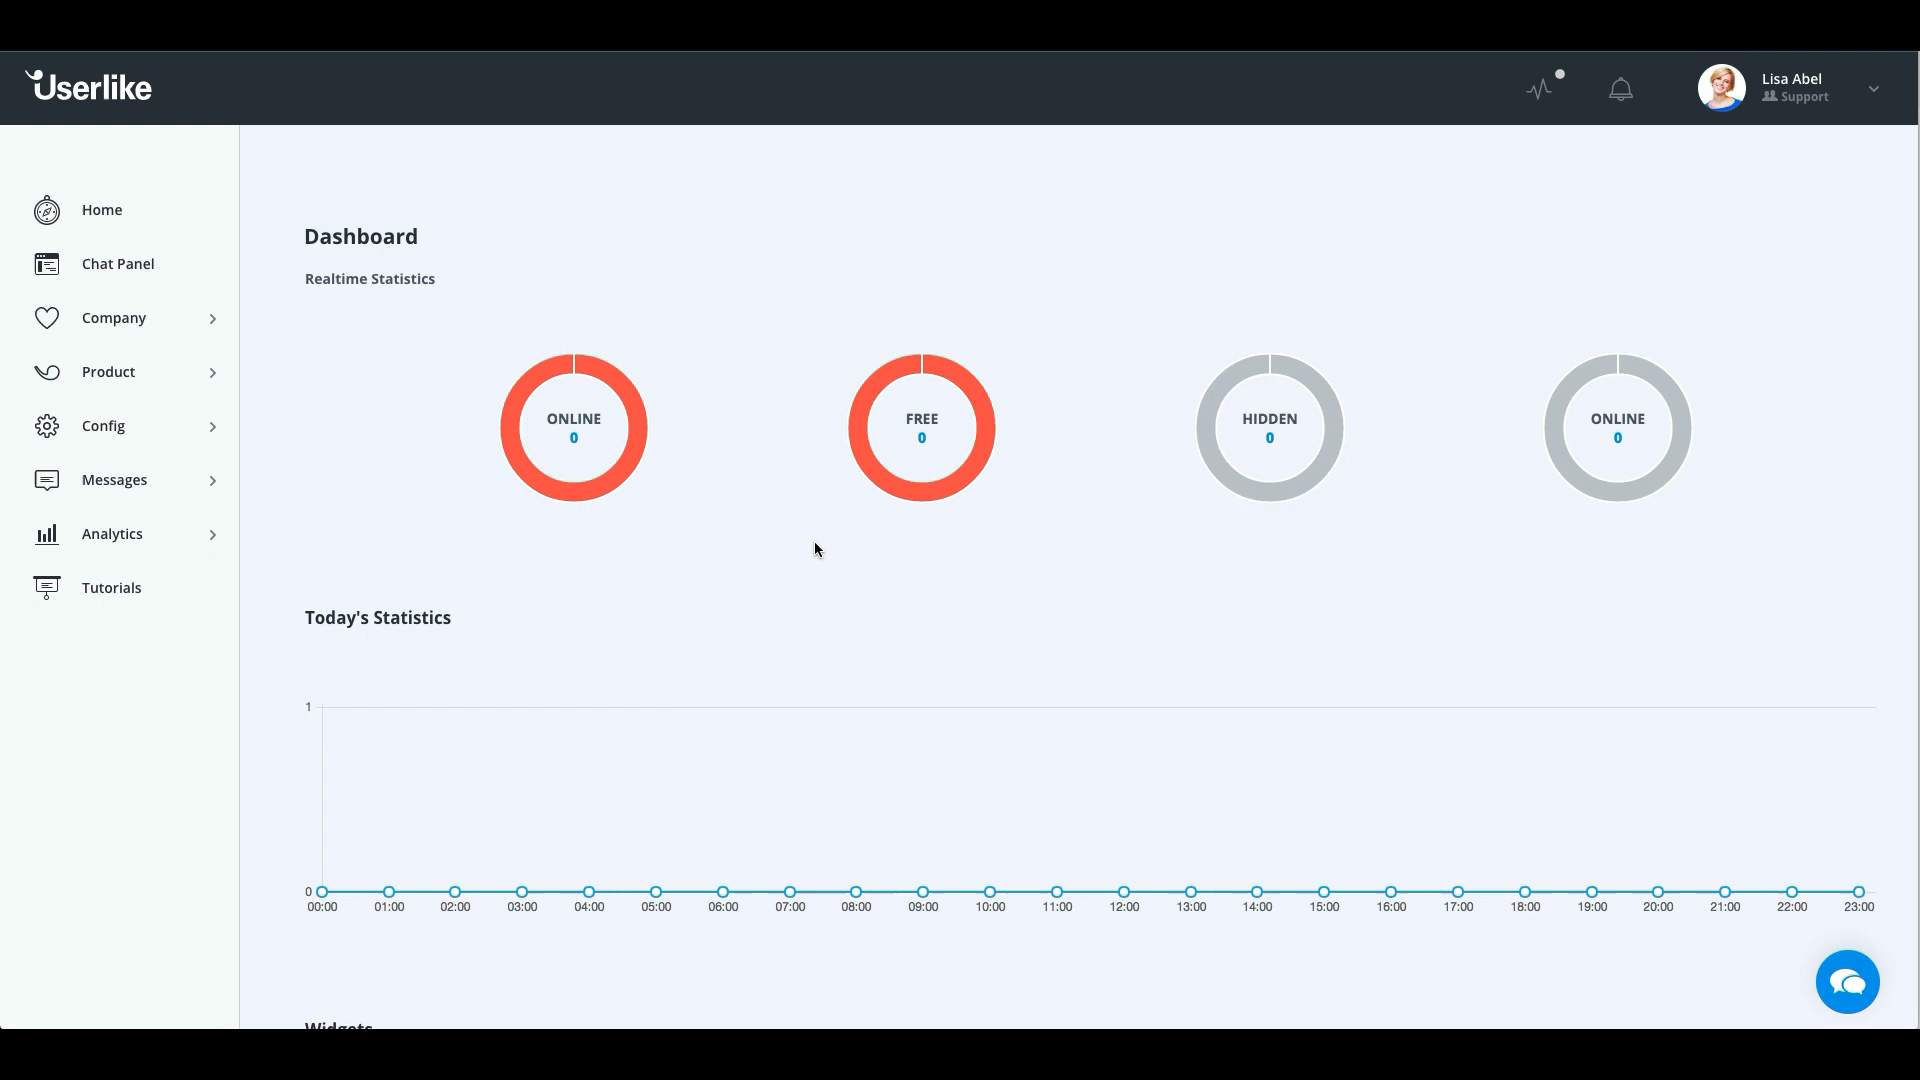 Userlike
Lisa Abel
Support
Home
Chat Panel
Company
Product
Config
Messages
Analytics
Tutorials
Dashboard
Realtime Statistics
ONLINE
0
FREE
0
HIDDEN
0
ONLINE
0
Today's Statistics
1
0
00:00 01:00 02:00 03:00 04:00 05:00 06:00 07:00 08:00 09:00 10:00 11:00 12:00 13:00 14:00 15:00 16:00 17:00 18:00 19:00 20:00 21:00 22:00 23:00
Widgets